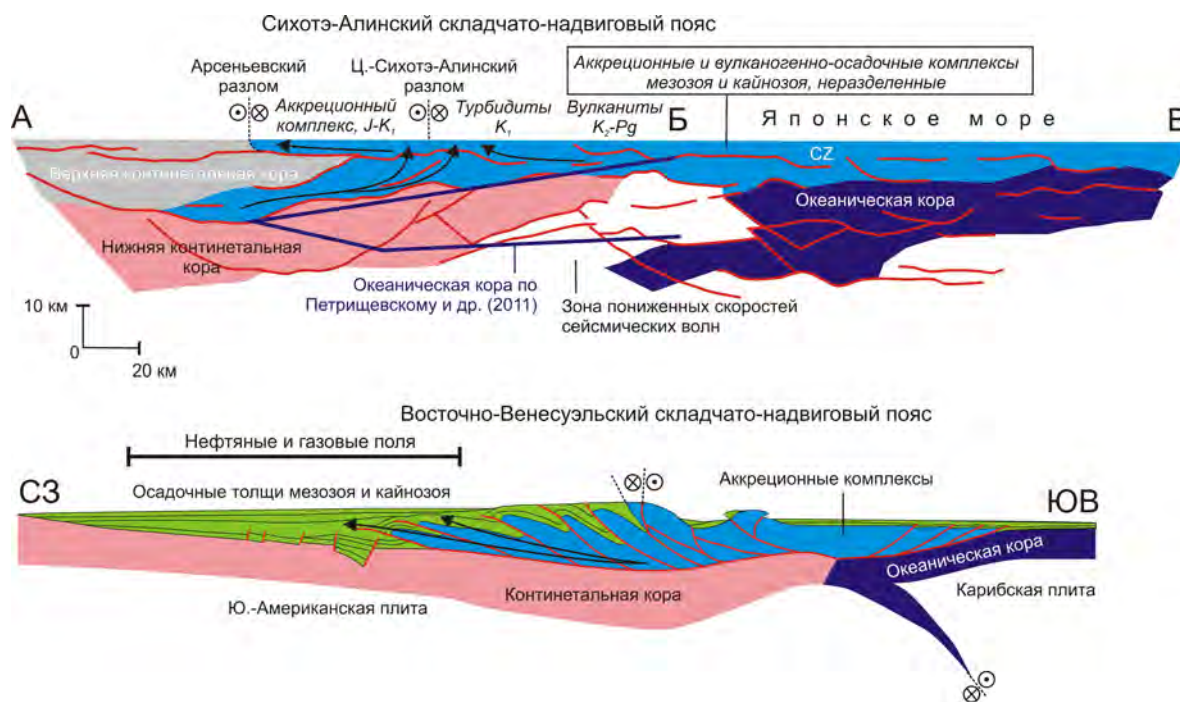 Сихотэ-Алинский складчато-надвиговый пояс
Арсеньевский
разлом
Ц.-Сихотэ-Алинский
разлом
Аккреционные и вулканогенно-осадочные комплексы
мезозоя и кайнозоя, неразделенные
А
Аккреционный
комплекс, J-K₁
Турбидиты
K₁
Вулканиты
K₂-Pg
Б
Японское море
В
Верхняя континетальная кора
CZ
Океаническая кора
Нижняя континетальная
кора
Океаническая кора по
Петрищевскому и др. (2011)
Зона пониженных скоростей
сейсмических волн
10 км
0
20 км
Восточно-Венесуэльский складчато-надвиговый пояс
Нефтяные и газовые поля
СЗ
Осадочные толщи мезозоя и кайнозоя
Аккреционные комплексы
ЮВ
Океаническая кора
Континетальная кора
Карибская плита
Ю.-Американская плита